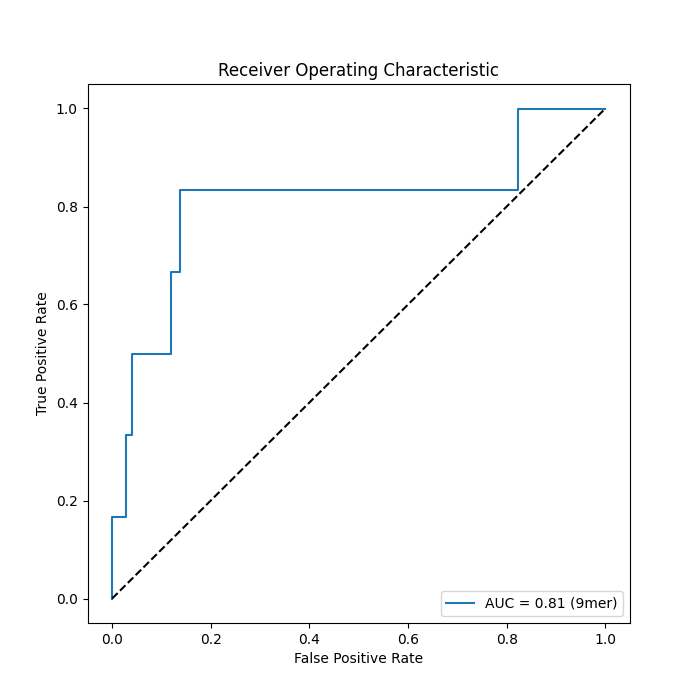 Receiver Operating Characteristic
True Positive Rate
1.0
0.8
0.6
0.4
0.2
0.0
AUC = 0.81 (9mer)
0.0 0.2 0.4 0.6 0.8 1.0
False Positive Rate